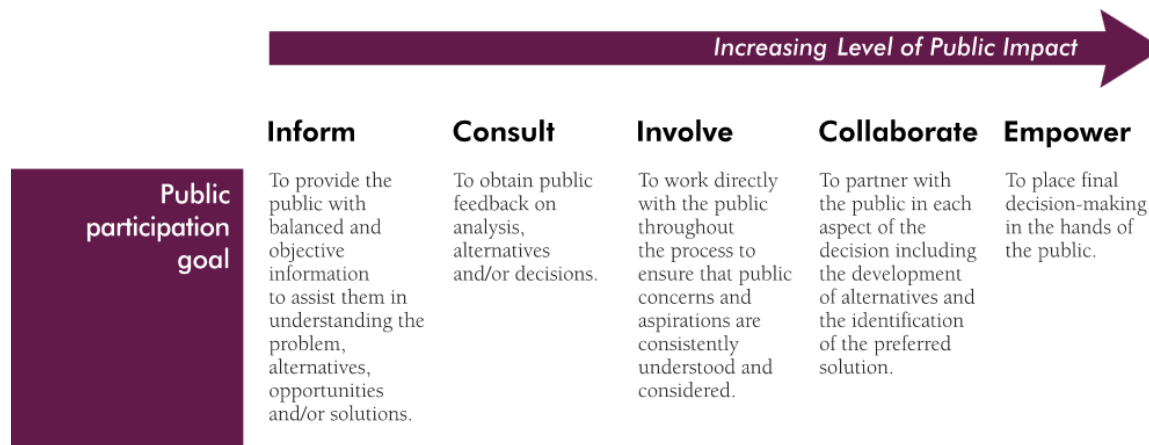 Increasing Level of Public Impact
Inform
Consult
Involve
Collaborate
Empower
Public
participation
goal
To provide the
public with
balanced and
objective
information
to assist them in
understanding the
problem,
alternatives,
opportunities
and/or solutions.
To obtain public
feedback on
analysis,
alternatives
and/or decisions.
To work directly
with the public
throughout
the process to
ensure that public
concerns and
aspirations are
consistently
understood and
considered.
To partner with
the public in each
aspect of the
decision including
the development
of alternatives and
the identification
of the preferred
solution.
To place final
decision-making
in the hands of
the public.